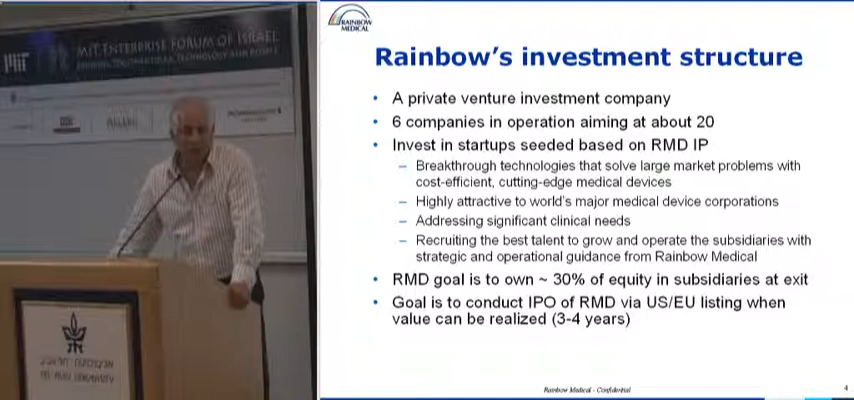 MIT ENTERPRISE FORUM OF ISRAEL
MIT
TEL AVIV UNIVERSITY
RAINBOW
MEDICAL
Rainbow's investment structure
• A private venture investment company
• 6 companies in operation aiming at about 20
• Invest in startups seeded based on RMD IP
– Breakthrough technologies that solve large market problems with
cost-efficient, cutting-edge medical devices
– Highly attractive to world's major medical device corporations
– Addressing significant clinical needs
– Recruiting the best talent to grow and operate the subsidiaries with
strategic and operational guidance from Rainbow Medical
• RMD goal is to own ~ 30% of equity in subsidiaries at exit
• Goal is to conduct IPO of RMD via US/EU listing when
value can be realized (3-4 years)
Rainbow Medical - Confidential
4